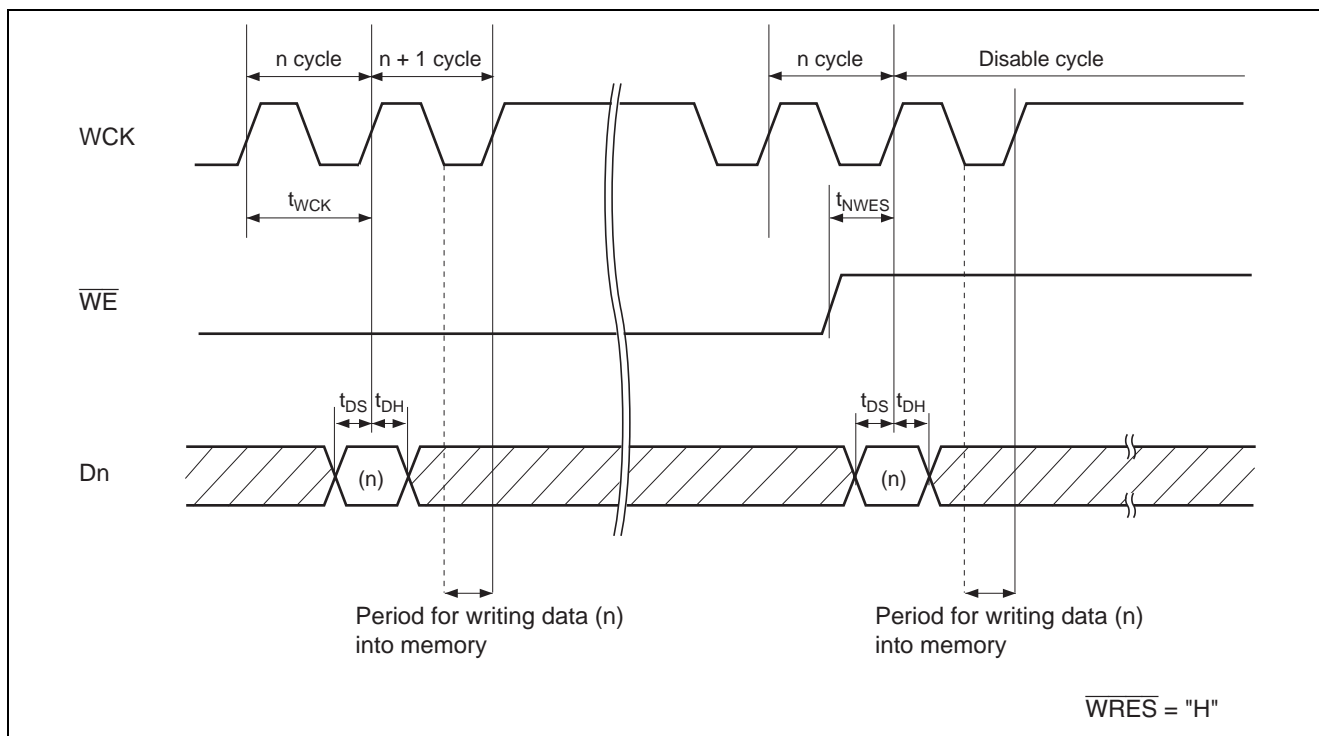 n cycle n + 1 cycle n cycle Disable cycle
WCK
tWCK tNWES
WE
tDS tDH tDS tDH
Dn (n) (n)
Period for writing data (n) Period for writing data (n)
into memory into memory
WRES = "H"